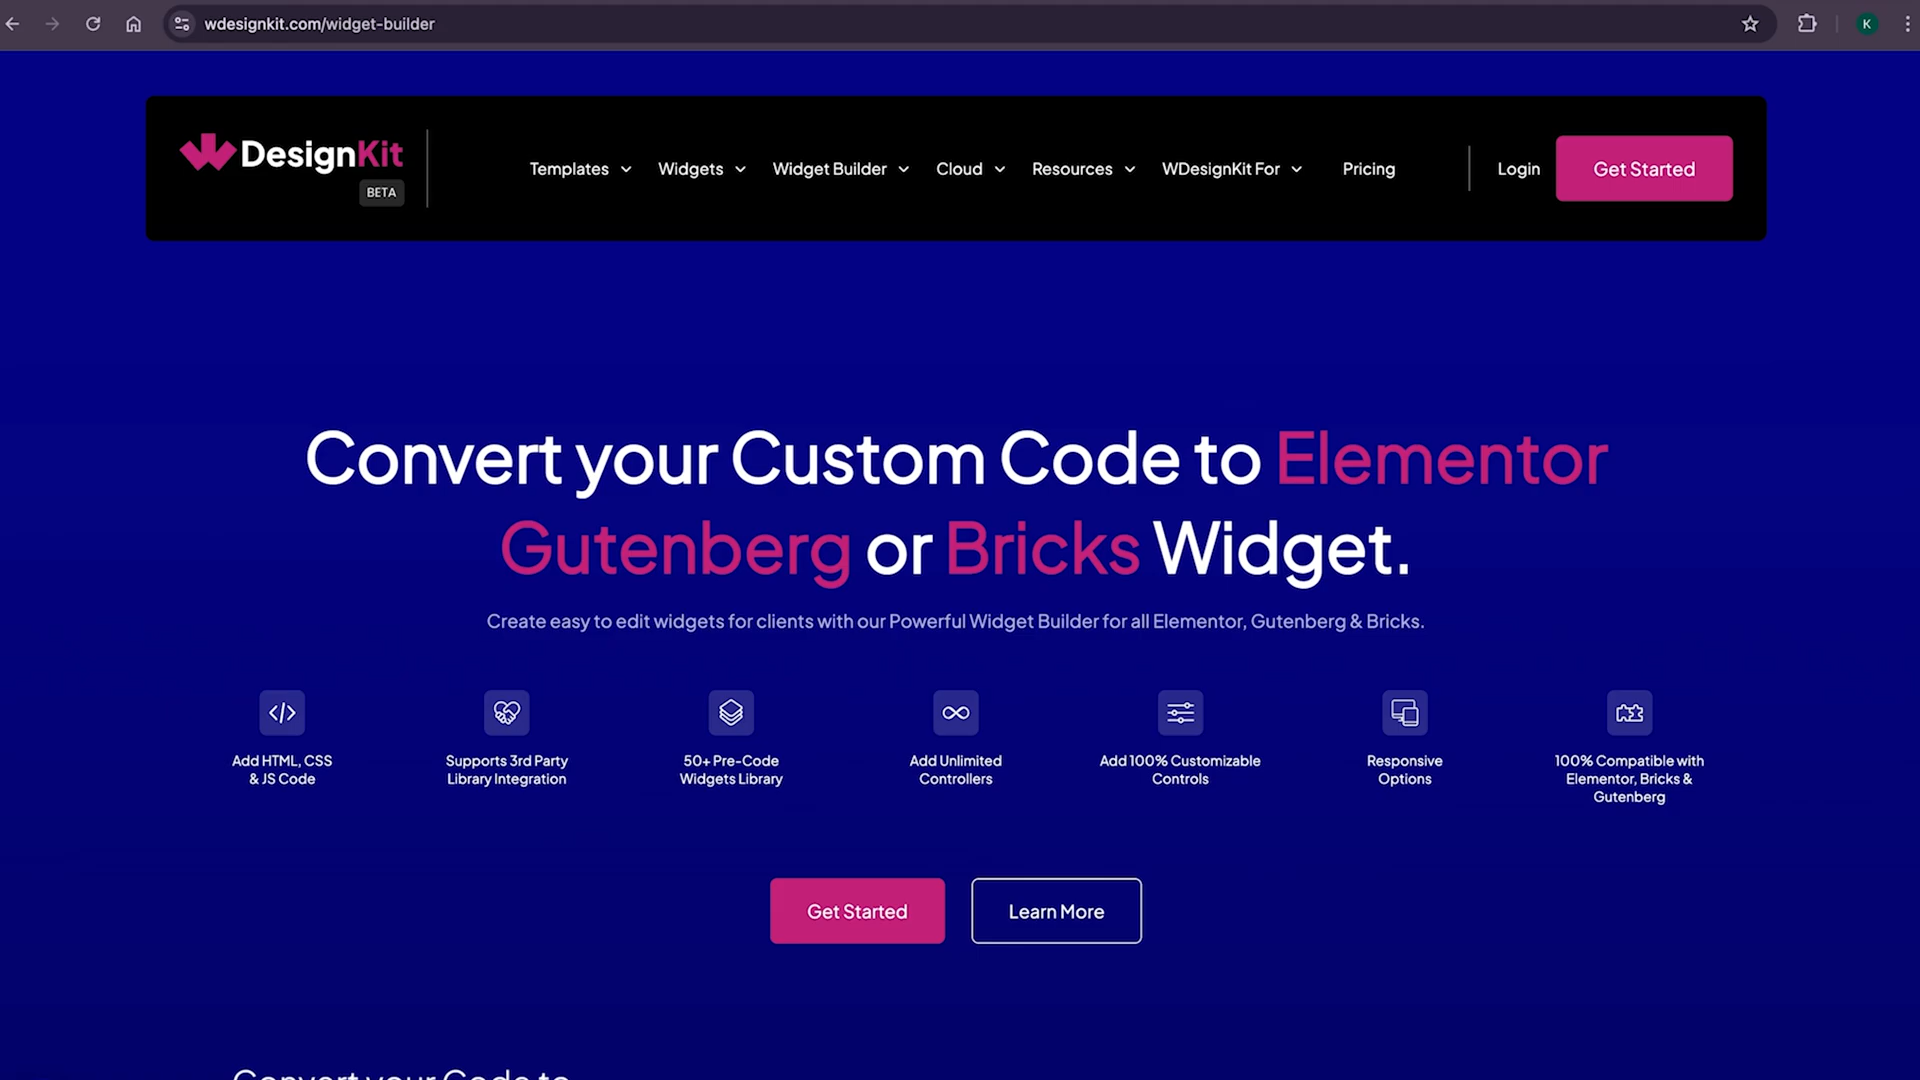 wdesignkit.com/widget-builder
K
DesignKit
BETA
Templates
Widgets
Widget Builder
Cloud
Resources
WDesignKit For
Pricing
Login
Get Started
Convert your Custom Code to Elementor
Gutenberg or Bricks Widget.
Create easy to edit widgets for clients with our Powerful Widget Builder for all Elementor, Gutenberg & Bricks.
Add HTML, CSS
& JS Code
Supports 3rd Party
Library Integration
50+ Pre-Code
Widgets Library
Add Unlimited
Controllers
Add 100% Customizable
Controls
Responsive
Options
100% Compatible with
Elementor, Bricks &
Gutenberg
Get Started
Learn More
Convert your Code to